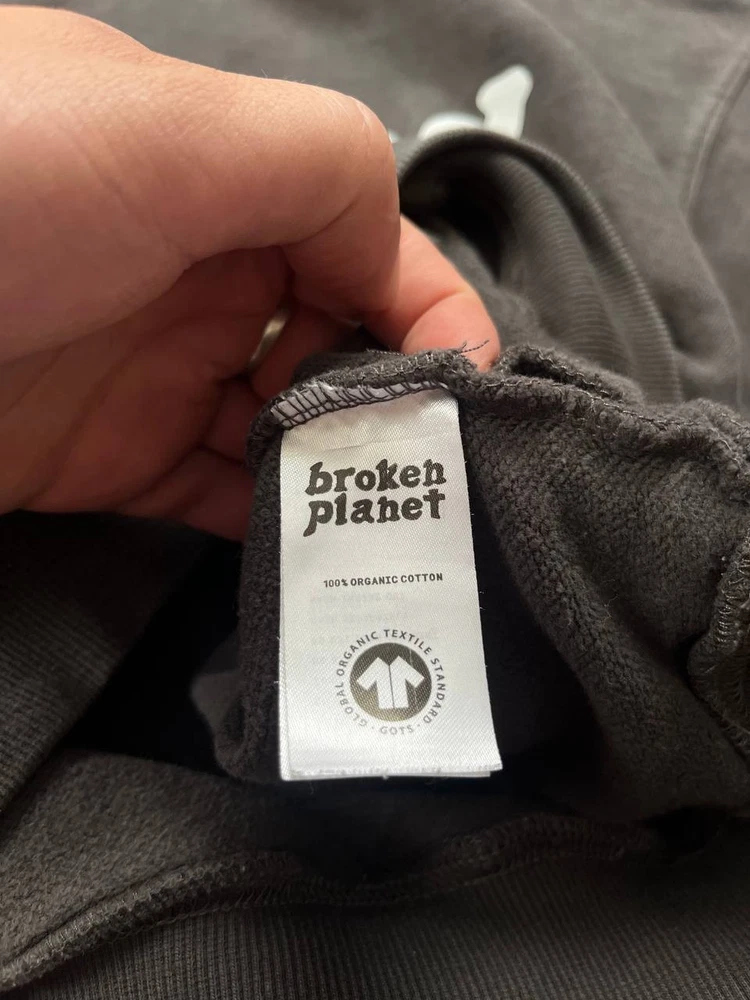 broken
planet
100% ORGANIC COTTON
GLOBAL ORGANIC TEXTILE STANDARD · GOTS ·